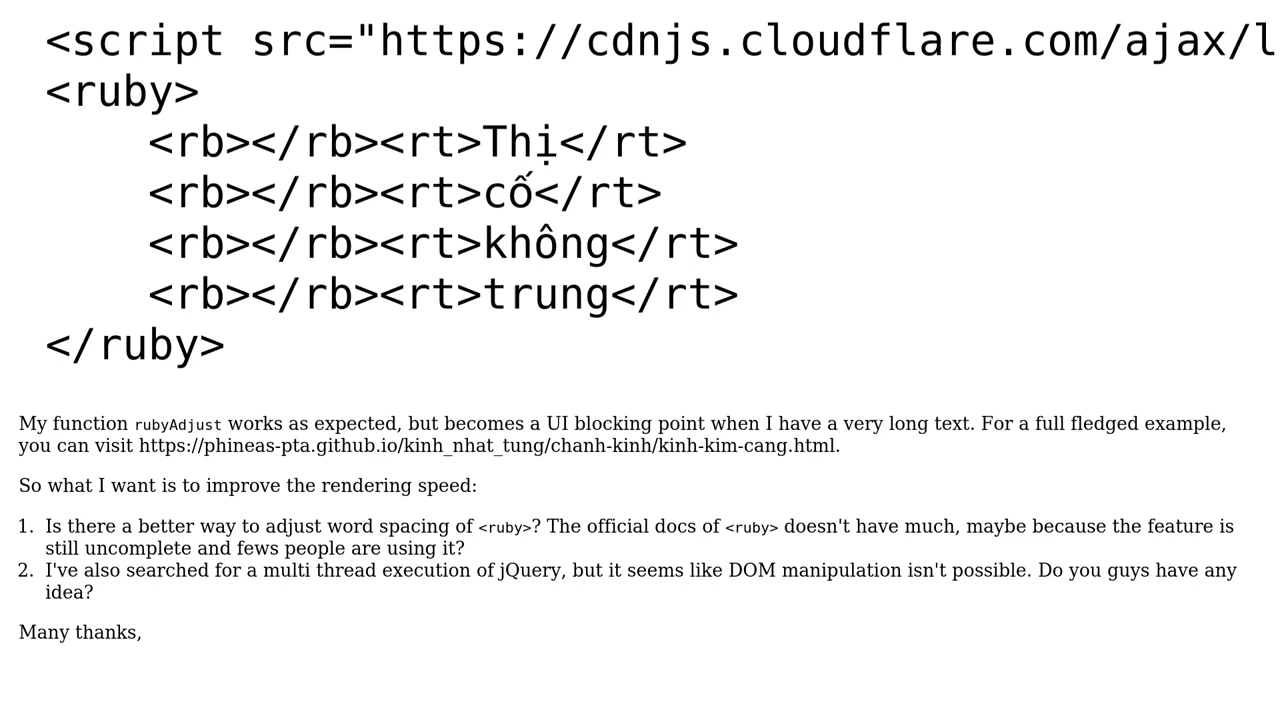 <script src="https://cdnjs.cloudflare.com/ajax/l
<ruby>
<rb></rb><rt>Thị</rt>
<rb></rb><rt>cố</rt>
<rb></rb><rt>không</rt>
<rb></rb><rt>trung</rt>
</ruby>
My function rubyAdjust works as expected, but becomes a UI blocking point when I have a very long text. For a full fledged example,
you can visit https://phineas-pta.github.io/kinh_nhat_tung/chanh-kinh/kinh-kim-cang.html.
So what I want is to improve the rendering speed:
1. Is there a better way to adjust word spacing of <ruby>? The official docs of <ruby> doesn't have much, maybe because the feature is
still uncomplete and fews people are using it?
2. I've also searched for a multi thread execution of jQuery, but it seems like DOM manipulation isn't possible. Do you guys have any
idea?
Many thanks,